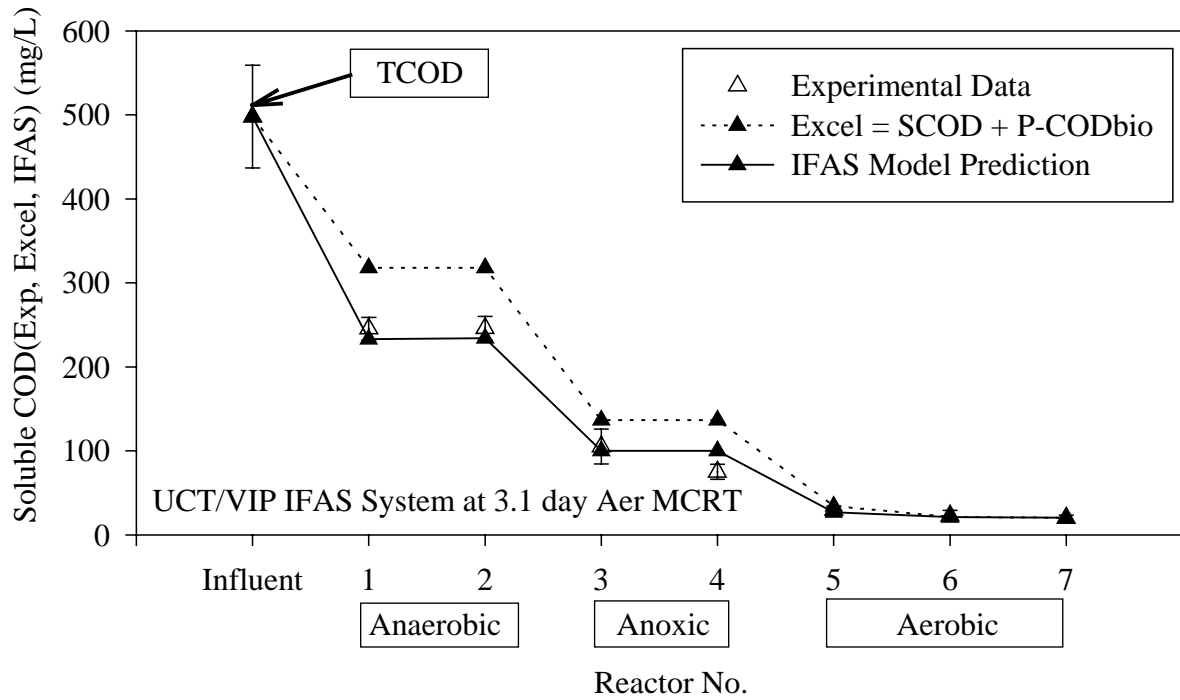 Soluble COD(Exp, Excel, IFAS) (mg/L)
600
500
400
300
200
100
0
TCOD
Experimental Data
Excel = SCOD + P-CODbio
IFAS Model Prediction
UCT/VIP IFAS System at 3.1 day Aer MCRT
Influent 1 2 3 4 5 6 7
Anaerobic Anoxic Aerobic
Reactor No.